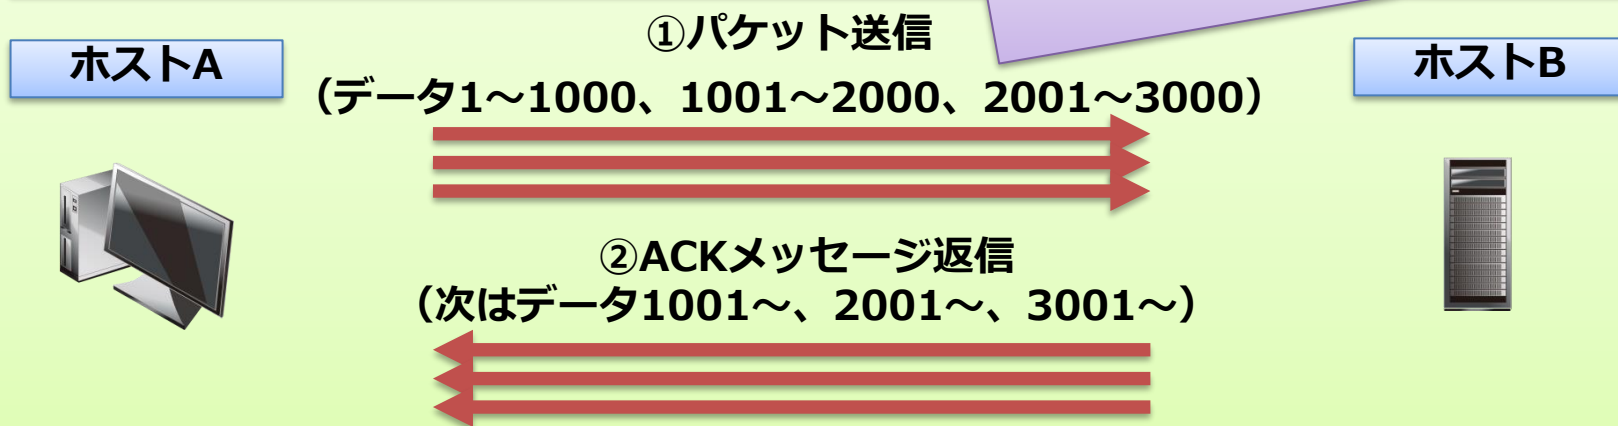 ①パケット送信
ホストA
ホストB
（データ1～1000、1001～2000、2001～3000）
②ACKメッセージ返信
（次はデータ1001～、2001～、3001～）